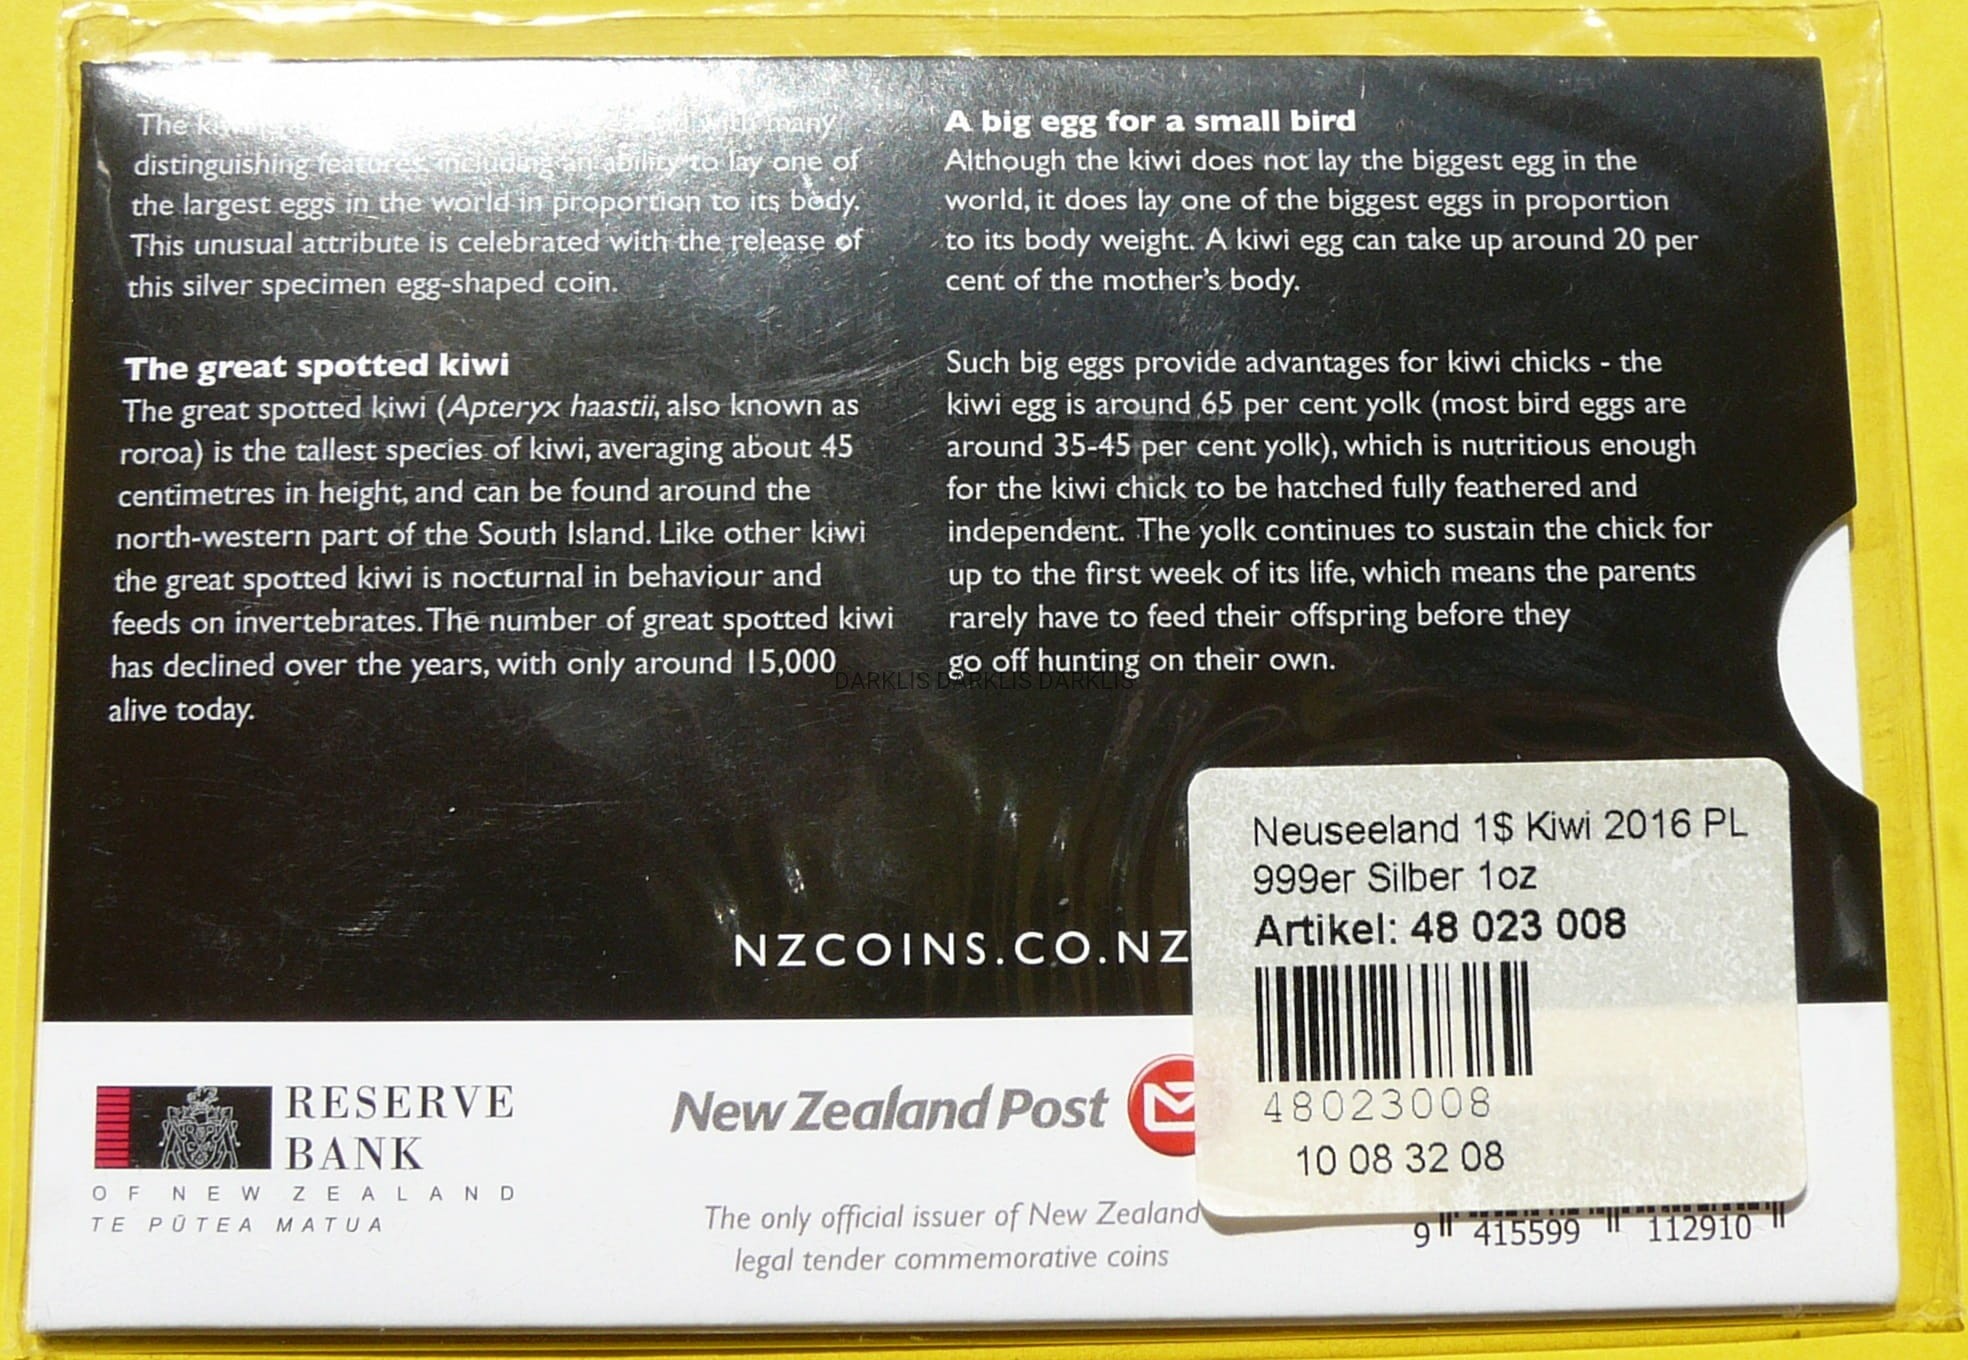 The with many
distinguishing features, including an ability to lay one of
the largest eggs in the world in proportion to its body.
This unusual attribute is celebrated with the release of
this silver specimen egg-shaped coin.
The great spotted kiwi
The great spotted kiwi (Apteryx haastii, also known as
roroa) is the tallest species of kiwi, averaging about 45
centimetres in height, and can be found around the
north-western part of the South Island. Like other kiwi
the great spotted kiwi is nocturnal in behaviour and
feeds on invertebrates. The number of great spotted kiwi
has declined over the years, with only around 15,000
alive today.
A big egg for a small bird
Although the kiwi does not lay the biggest egg in the
world, it does lay one of the biggest eggs in proportion
to its body weight. A kiwi egg can take up around 20 per
cent of the mother's body.
Such big eggs provide advantages for kiwi chicks - the
kiwi egg is around 65 per cent yolk (most bird eggs are
around 35-45 per cent yolk), which is nutritious enough
for the kiwi chick to be hatched fully feathered and
independent. The yolk continues to sustain the chick for
up to the first week of its life, which means the parents
rarely have to feed their offspring before they
go off hunting on their own.
DARKLIS DARKLIS DARKLIS
NZCOINS.CO.NZ
Neuseeland 1$ Kiwi 2016 PL
999er Silber 1oz
Artikel: 48 023 008
48023008
10 08 32 08
RESERVE
BANK
OF NEW ZEALAND
TE PŪTEA MATUA
New Zealand Post
The only official issuer of New Zealand
legal tender commemorative coins
9 415599 112910